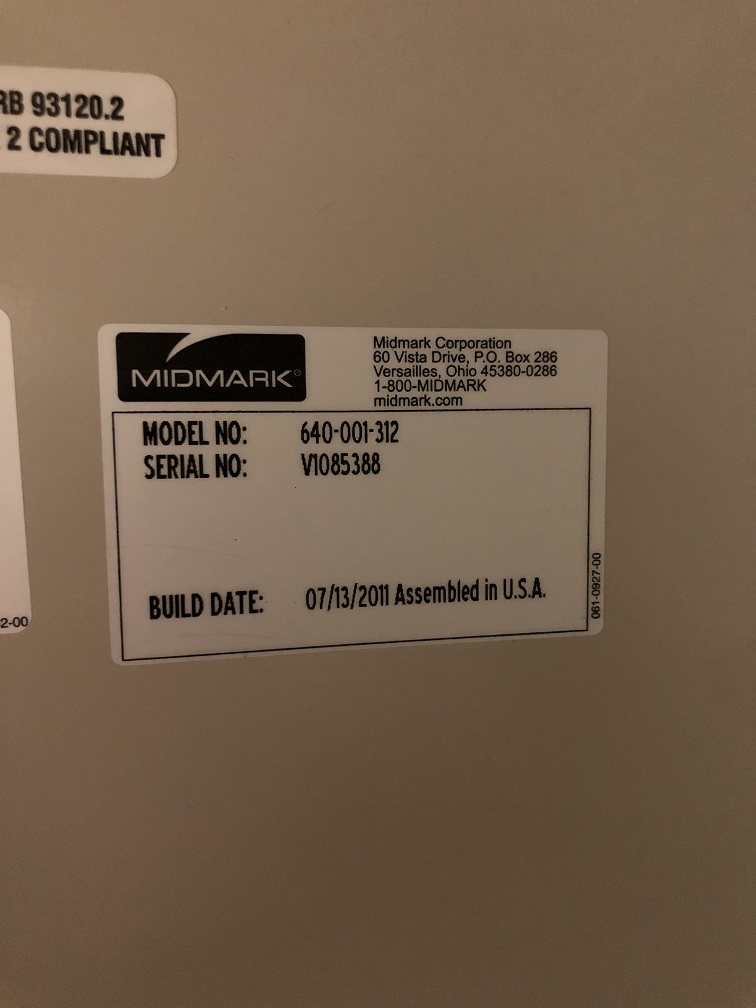 RB 93120.2
2 COMPLIANT
MIDMARK®
Midmark Corporation
60 Vista Drive, P.O. Box 286
Versailles, Ohio 45380-0286
1-800-MIDMARK
midmark.com
MODEL NO: 640-001-312
SERIAL NO: V1085388
BUILD DATE: 07/13/2011 Assembled in U.S.A.
061-0927-00
2-00